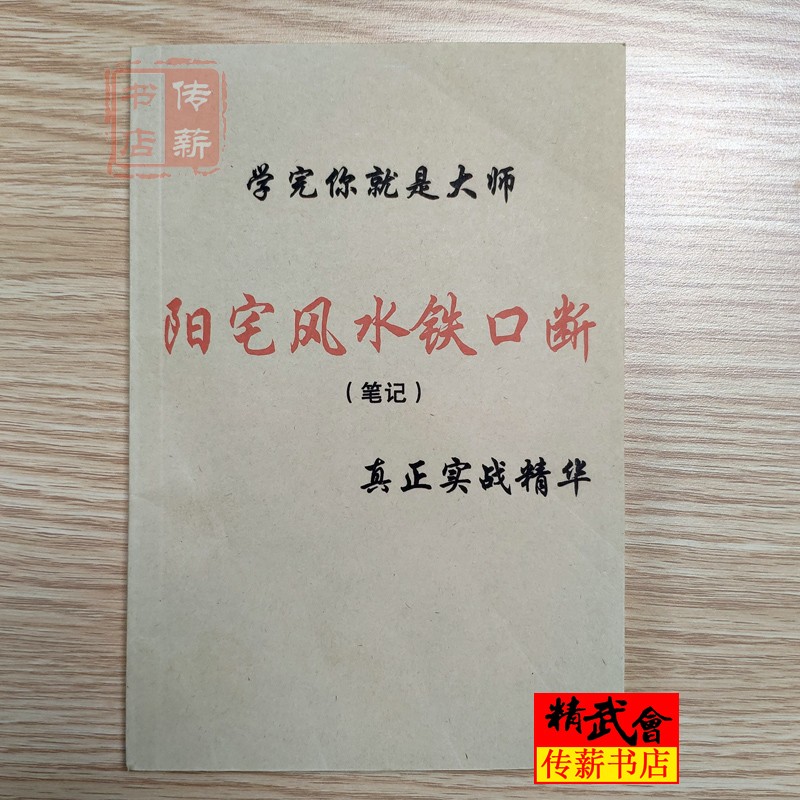 传薪
书店
学完你就是大师
阳宅风水铁口断
（笔记）
真正实战精华
精武會
传薪书店